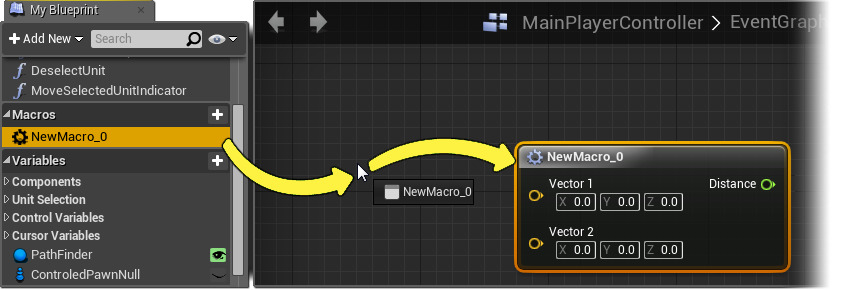 My Blueprint
Add New
Search
DeselectUnit
MoveSelectedUnitIndicator
Macros
NewMacro_0
Variables
Components
Unit Selection
Control Variables
Cursor Variables
PathFinder
ControledPawnNull
MainPlayerController > EventGraph
NewMacro_0
NewMacro_0
Vector 1
Distance
X 0.0 Y 0.0 Z 0.0
Vector 2
X 0.0 Y 0.0 Z 0.0